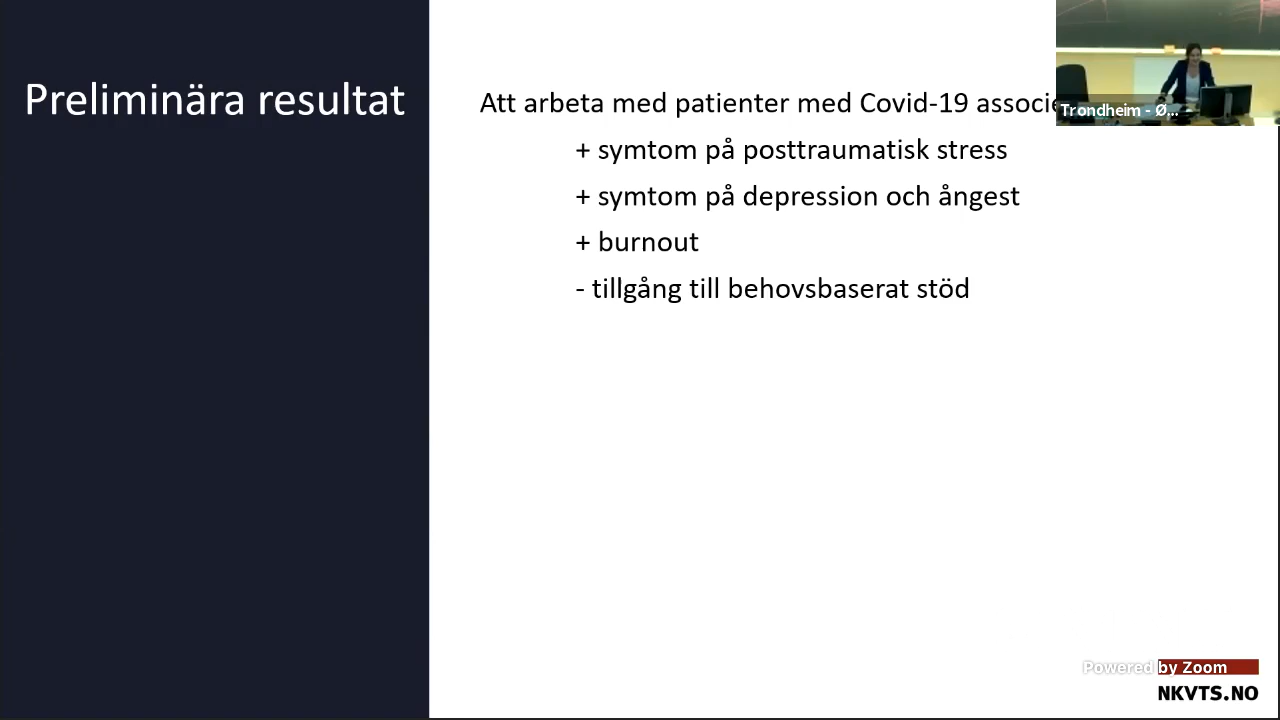 Preliminära resultat
Att arbeta med patienter med Covid-19
+ symtom på posttraumatisk stress
+ symtom på depression och ångest
+ burnout
- tillgång till behovsbaserat stöd
Trondheim - Ø...
Powered by Zoom
NKVTS.NO